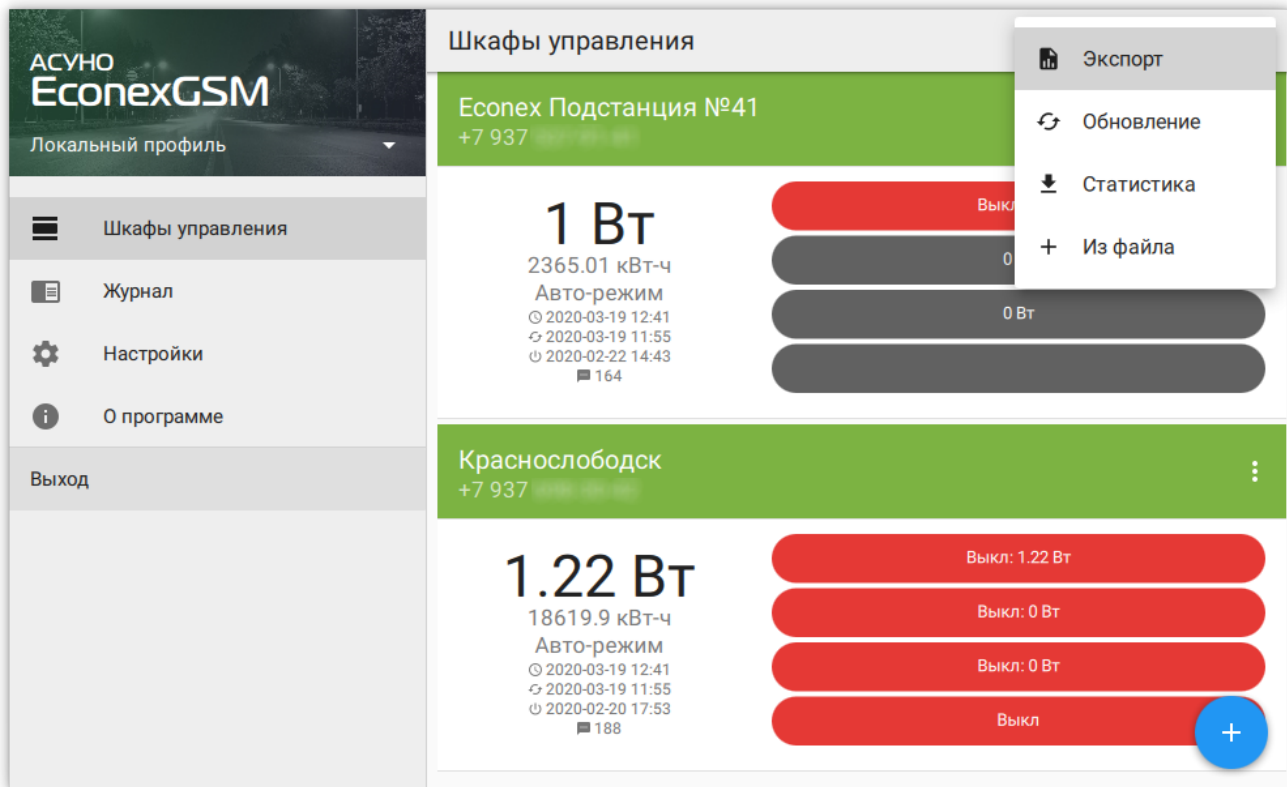 АСУНО
EconexGSM
Локальный профиль
Шкафы управления
Журнал
Настройки
О программе
Выход
Шкафы управления
Экспорт
Обновление
Статистика
Из файла
Econex Подстанция №41
+7 937
1 Вт
2365.01 кВт-ч
Авто-режим
2020-03-19 12:41
2020-03-19 11:55
2020-02-22 14:43
164
0
0 Вт
Краснослободск
+7 937
1.22 Вт
18619.9 кВт-ч
Авто-режим
2020-03-19 12:41
2020-03-19 11:55
2020-02-20 17:53
188
Выкл: 1.22 Вт
Выкл: 0 Вт
Выкл: 0 Вт
Выкл